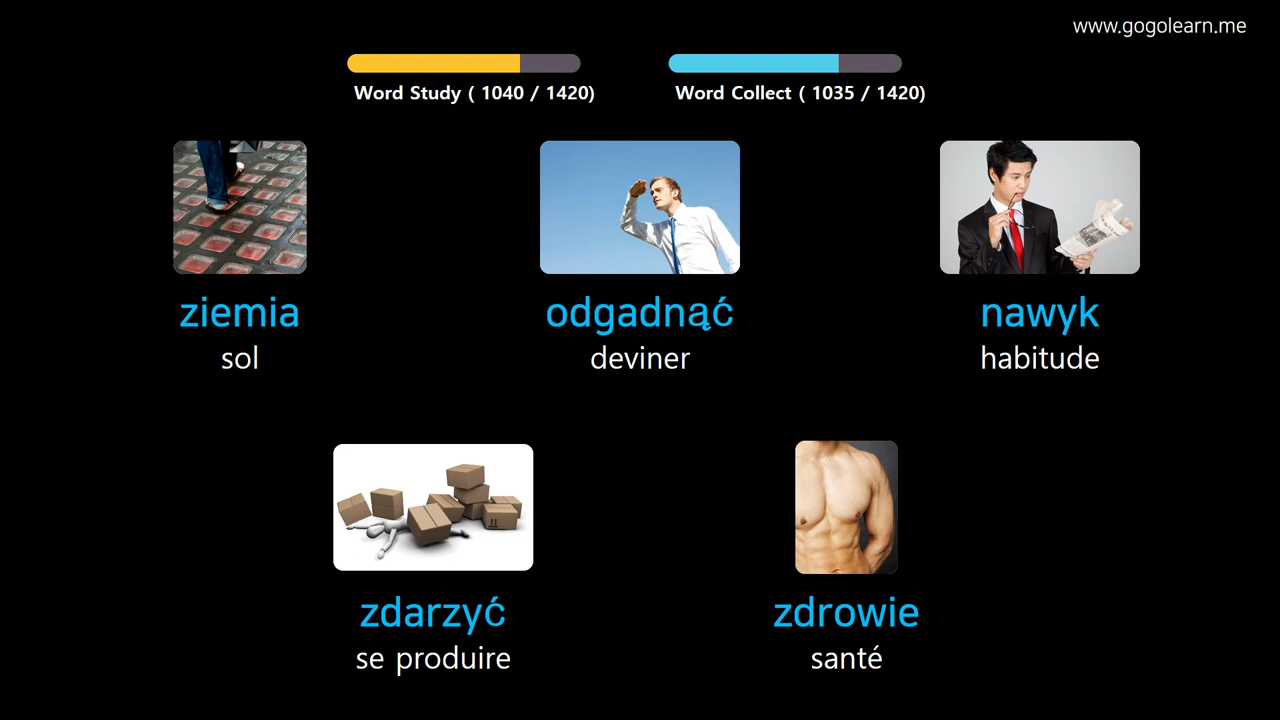 www.gogolearn.me
Word Study ( 1040 / 1420)
Word Collect ( 1035 / 1420)
ziemia
sol
odgadnąć
deviner
nawyk
habitude
zdarzyć
se produire
zdrowie
santé